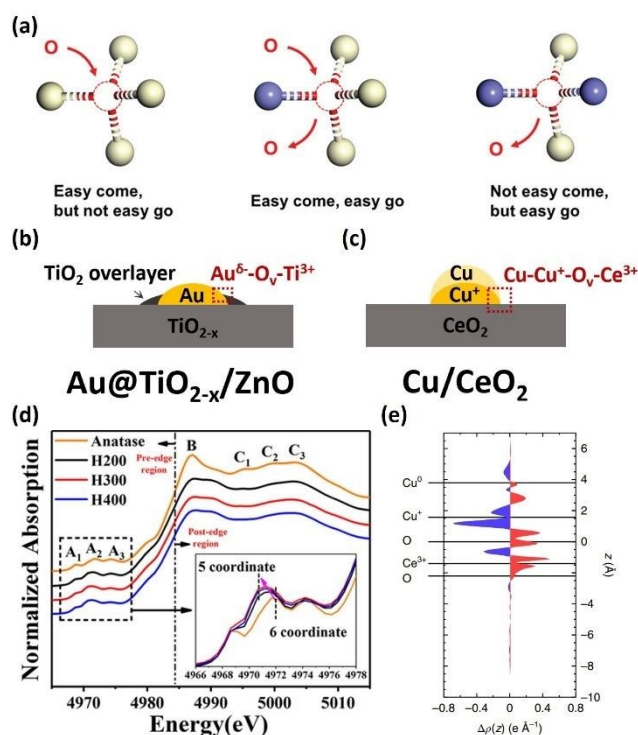 (a)
O
O
O
O
O
Easy come,
but not easy go
Easy come, easy go
Not easy come,
but easy go
(b)
TiO₂ overlayer
Au
Auᵟ⁻-Oᵥ-Ti³⁺
TiO₂₋ₓ
(c)
Cu
Cu⁺
Cu-Cu⁺-Oᵥ-Ce³⁺
CeO₂
Au@TiO₂₋ₓ/ZnO
Cu/CeO₂
(d)
Normalized Absorption
Anatase
H200
H300
H400
Pre-edge
region
B
C₁
C₂
C₃
Post-edge
region
A₁
A₂
A₃
5 coordinate
6 coordinate
4966 4968 4970 4972 4974 4976 4978
4970 4980 4990 5000 5010
Energy(eV)
(e)
Cu⁰
Cu⁺
O
Ce³⁺
O
6
4
2
0
-2
-4
-6
-8
-10
z (Å)
-0.8 -0.4 0 0.4 0.8
Δρ(z) (e Å⁻¹)